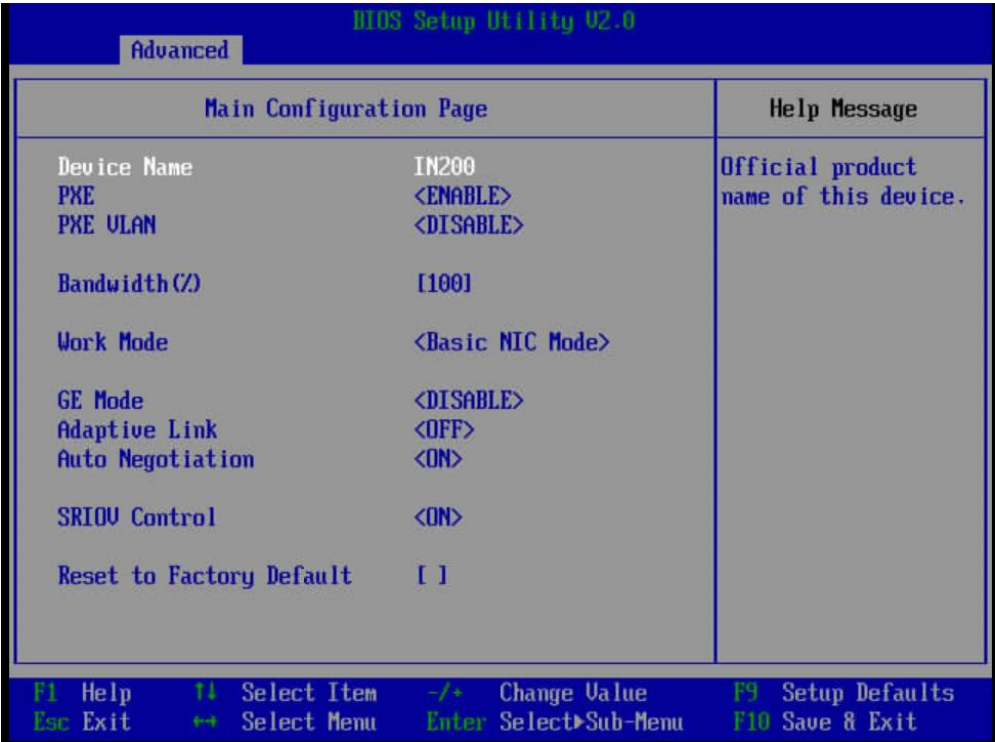 BIOS Setup Utility V2.0
Advanced
Main Configuration Page
Help Message
Device Name IN200
PXE <ENABLE>
PXE VLAN <DISABLE>
Bandwidth(%) [100]
Work Mode <Basic NIC Mode>
GE Mode <DISABLE>
Adaptive Link <OFF>
Auto Negotiation <ON>
SRIOV Control <ON>
Reset to Factory Default [ ]
Official product
name of this device.
F1 Help ↑↓ Select Item -/+ Change Value F9 Setup Defaults
Esc Exit ←→ Select Menu Enter Select▶Sub-Menu F10 Save & Exit